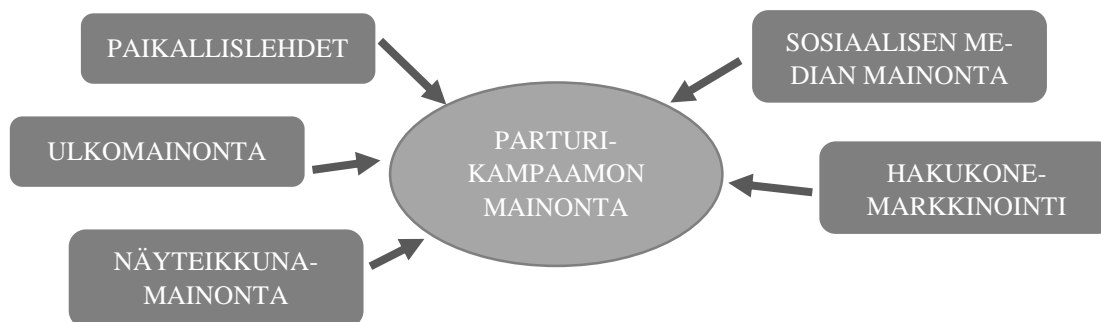 PAIKALLISLEHDET
ULKOMAINONTA
NÄYTEIKKUNA-
MAINONTA
PARTURI-
KAMPAAMON
MAINONTA
SOSIAALISEN ME-
DIAN MAINONTA
HAKUKONE-
MARKKINOINTI